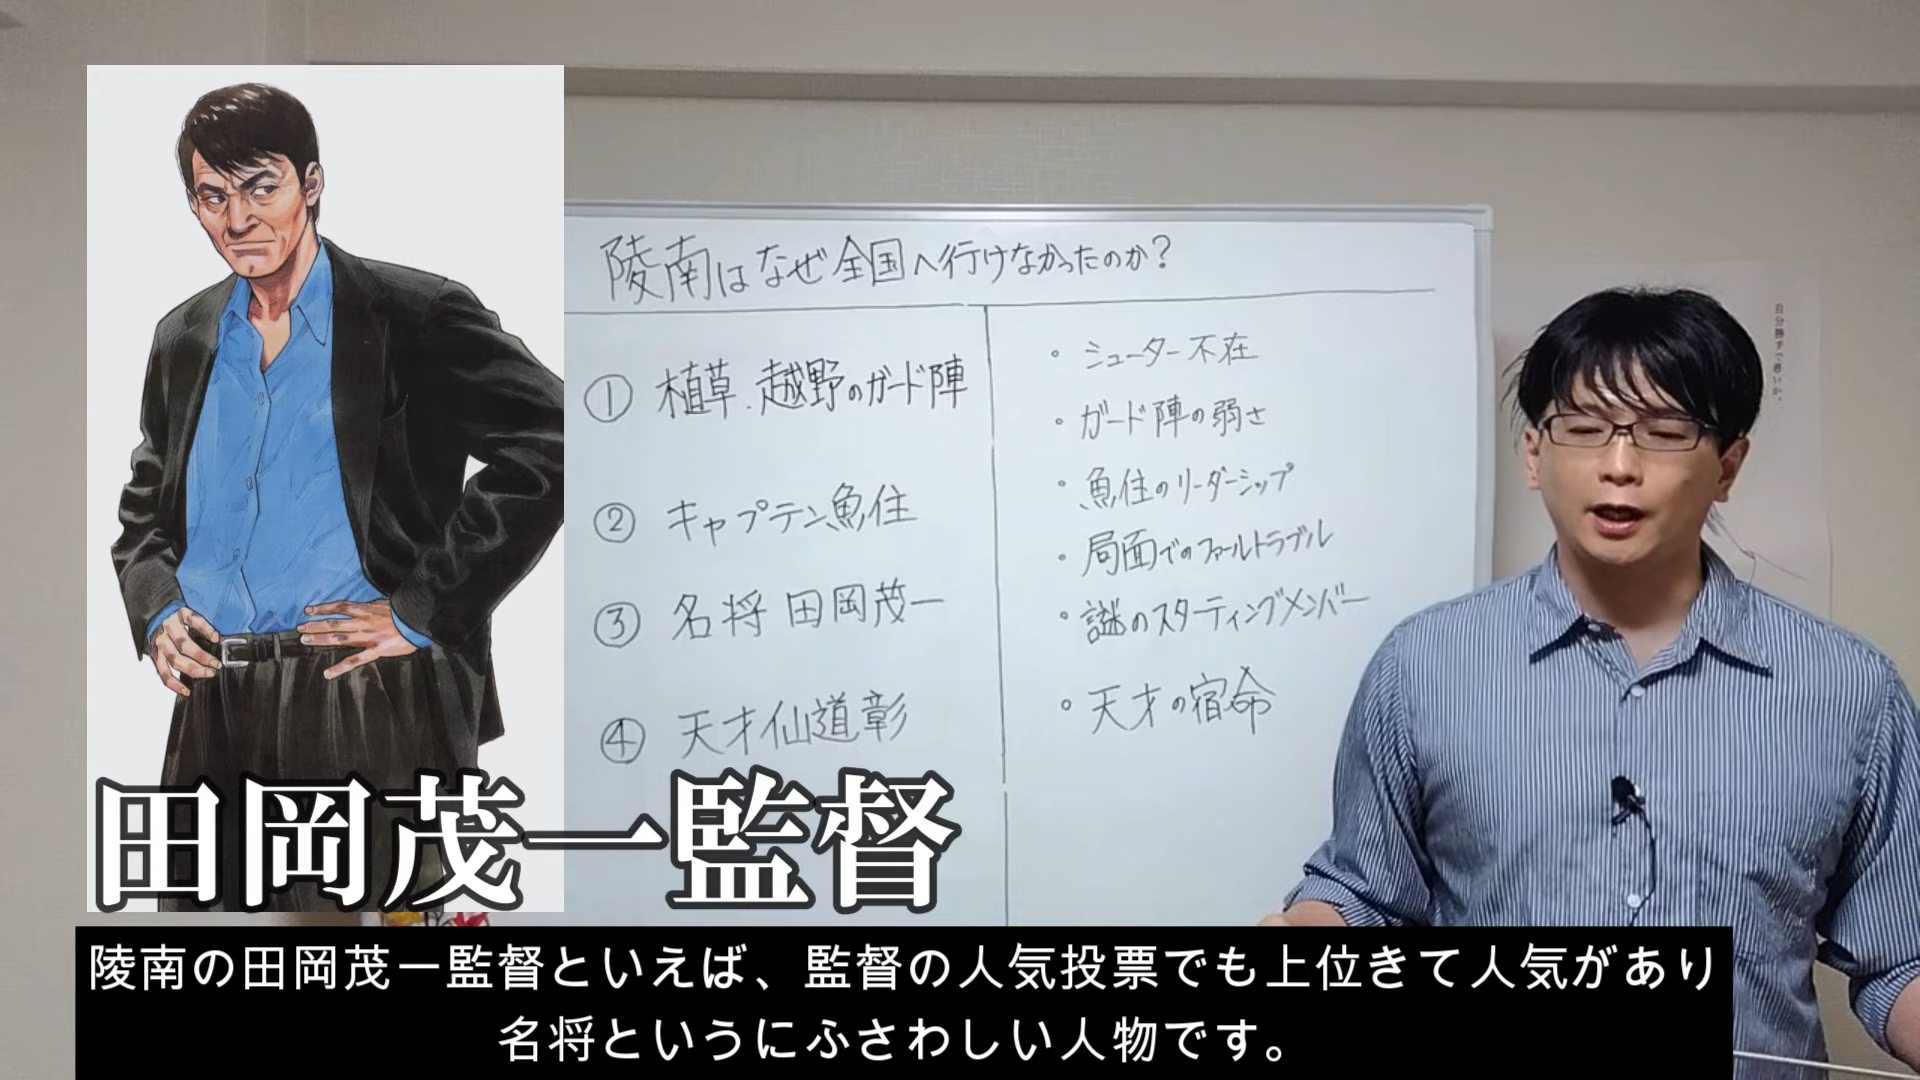 陵南はなぜ全国へ行けなかったのか?
① 植草.越野のガード陣
② キャプテン魚住
③ 名将 田岡茂一
④ 天才仙道彰
・シューター不在
・ガード陣の弱さ
・魚住のリーダーシップ
・局面でのファールトラブル
・謎のスターティングメンバー
・天才の宿命
自分勝手で悪いか。
田岡茂一監督
陵南の田岡茂一監督といえば、監督の人気投票でも上位きて人気があり
名将というにふさわしい人物です。